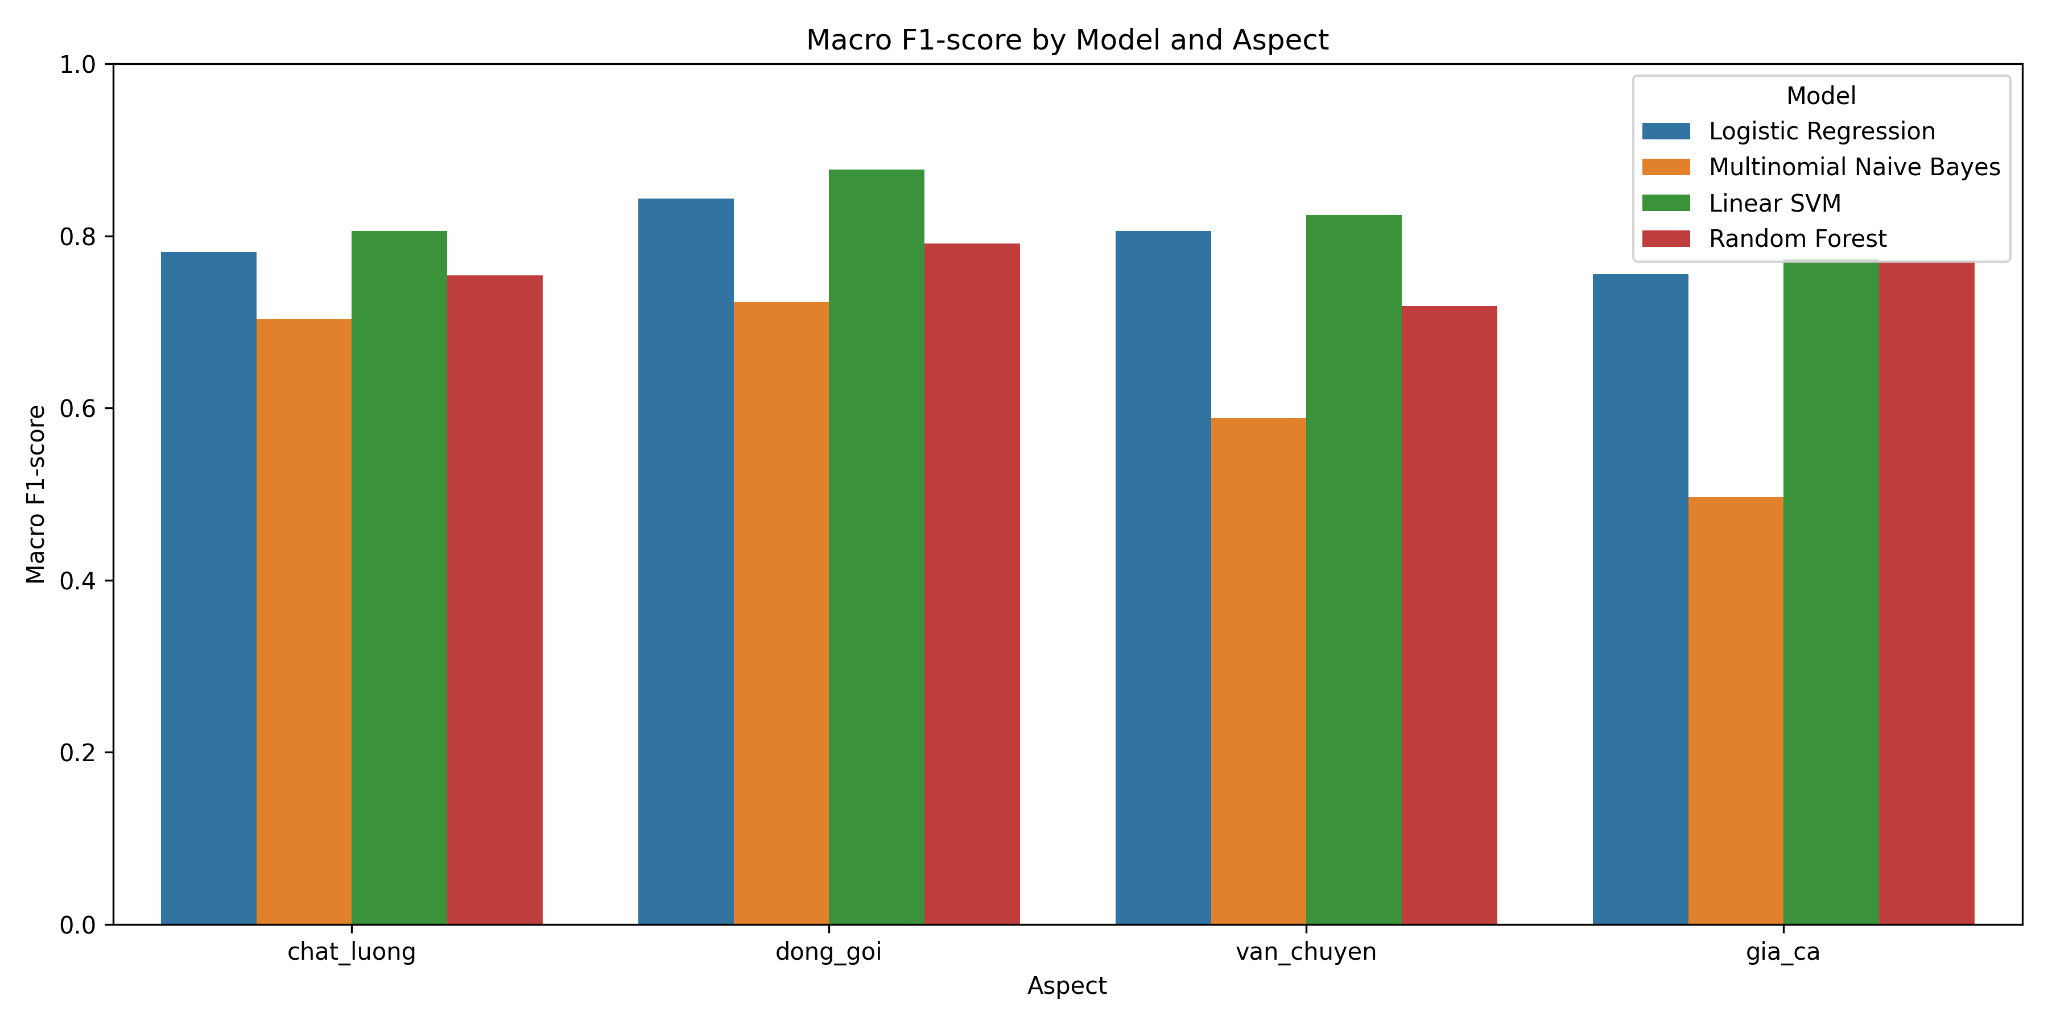 Macro F1-score by Model and Aspect
Macro F1-score
1.0
0.8
0.6
0.4
0.2
0.0
Model
Logistic Regression
Multinomial Naive Bayes
Linear SVM
Random Forest
chat_luong
dong_goi
van_chuyen
gia_ca
Aspect